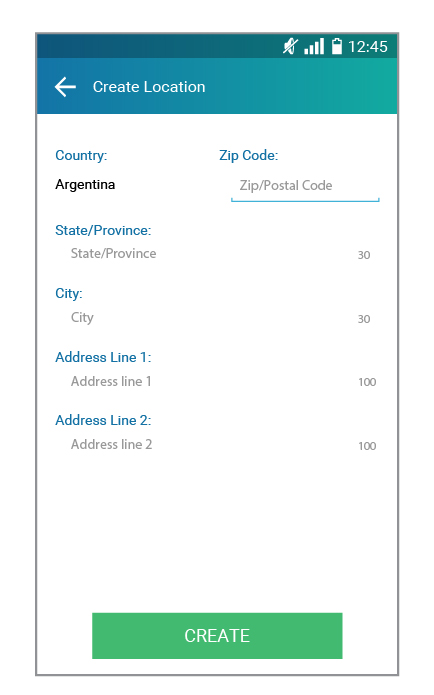 12:45
Create Location
Country: Zip Code:
Argentina Zip/Postal Code
State/Province:
State/Province 30
City:
City 30
Address Line 1:
Address line 1 100
Address Line 2:
Address line 2 100
CREATE